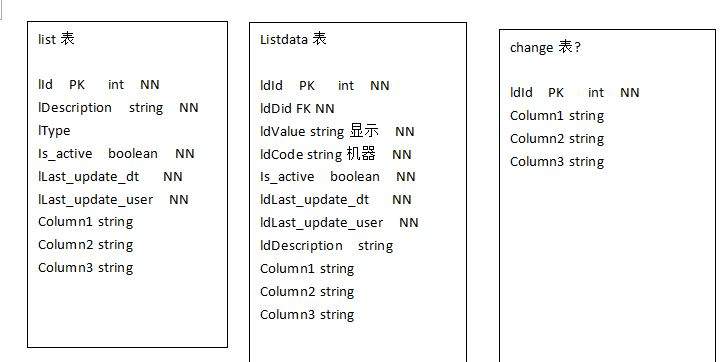 list 表
lId PK int NN
lDescription string NN
lType
Is_active boolean NN
lLast_update_dt NN
lLast_update_user NN
Column1 string
Column2 string
Column3 string
Listdata 表
ldId PK int NN
ldDid FK NN
ldValue string 显示 NN
ldCode string 机器 NN
Is_active boolean NN
ldLast_update_dt NN
ldLast_update_user NN
ldDescription string
Column1 string
Column2 string
Column3 string
change 表?
ldId PK int NN
Column1 string
Column2 string
Column3 string